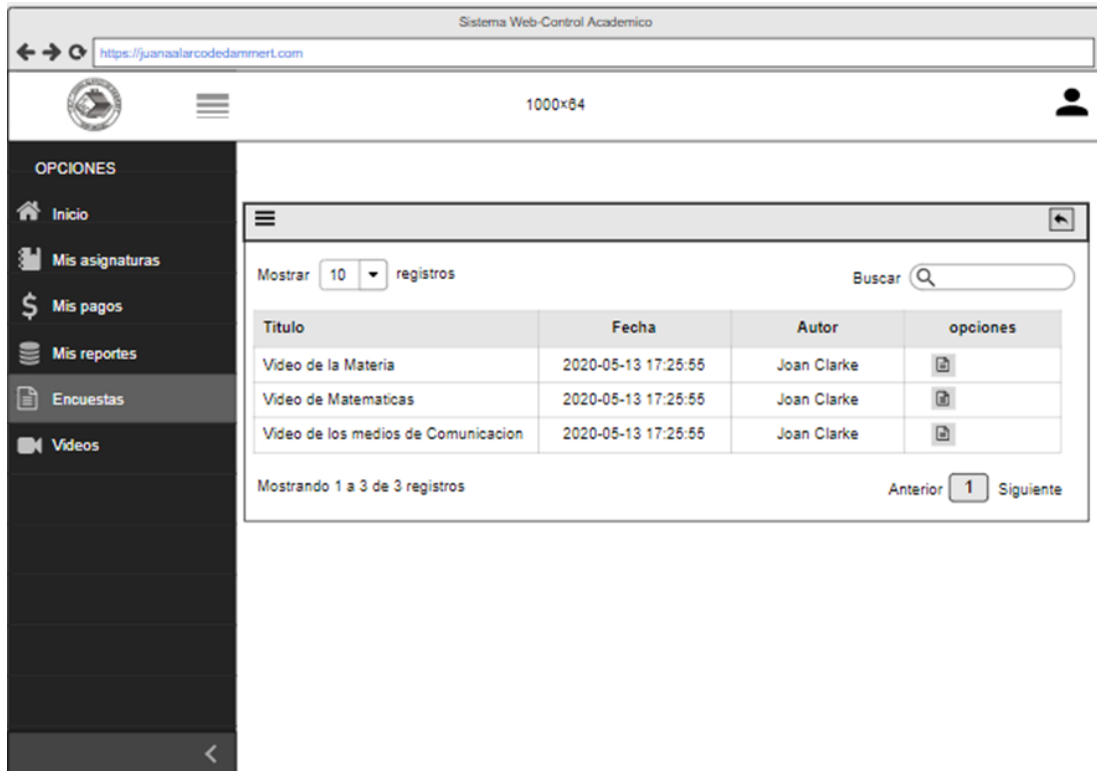 Sistema Web-Control Academico
https://juanaalarcodedammert.com
1000×64
OPCIONES
Inicio
Mis asignaturas
Mis pagos
Mis reportes
Encuestas
Videos
Mostrar 10 registros
Buscar
Titulo Fecha Autor opciones
Video de la Materia 2020-05-13 17:25:55 Joan Clarke
Video de Matematicas 2020-05-13 17:25:55 Joan Clarke
Video de los medios de Comunicacion 2020-05-13 17:25:55 Joan Clarke
Mostrando 1 a 3 de 3 registros
Anterior 1 Siguiente